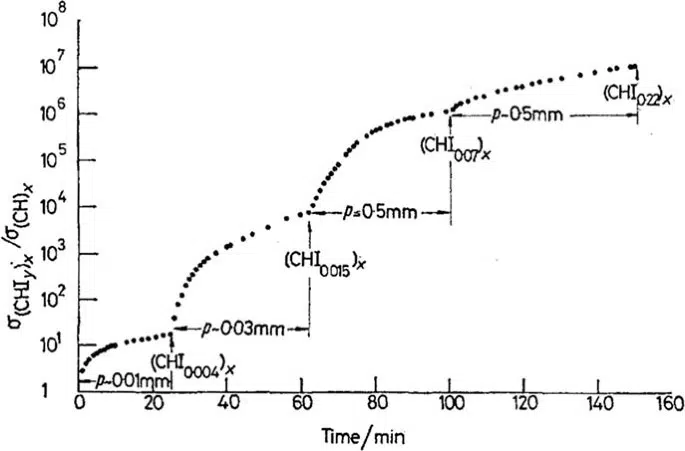 10⁸
10⁷
10⁶
10⁵
10⁴
10³
10²
10¹
1
σ(CHIy)x/σ(CH)x
(CHI0.22)x
p~0.5mm
(CHI0.07)x
p≤0.5mm
(CHI0.015)x
p~0.03mm
(CHI0.004)x
p~0.01mm
0 20 40 60 80 100 120 140 160
Time/min